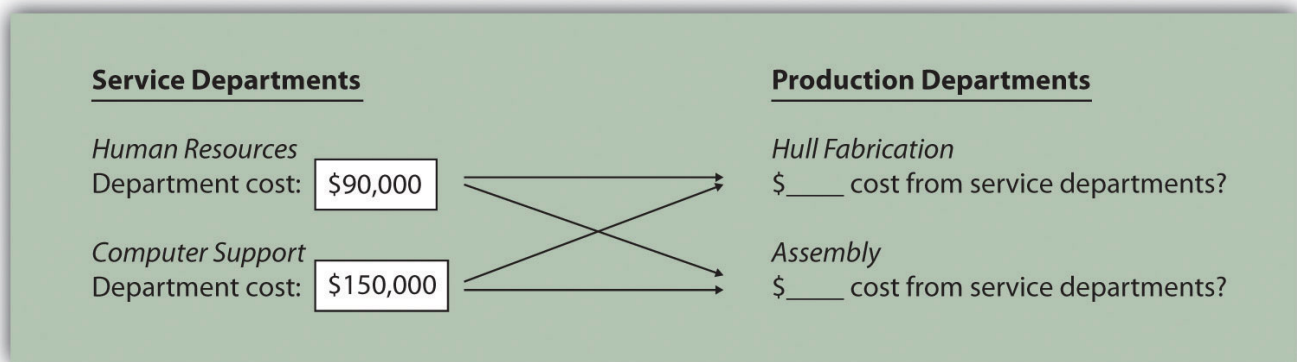 Service Departments
Production Departments
Human Resources
Department cost: $90,000
Hull Fabrication
$____ cost from service departments?
Computer Support
Department cost: $150,000
Assembly
$____ cost from service departments?